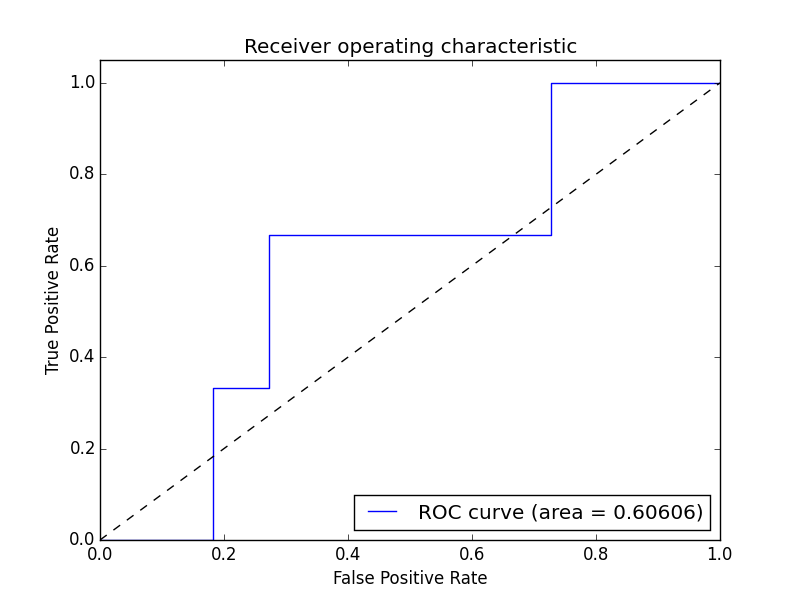 Receiver operating characteristic
1.0
0.8
0.6
0.4
0.2
0.0
True Positive Rate
ROC curve (area = 0.60606)
0.0 0.2 0.4 0.6 0.8 1.0
False Positive Rate